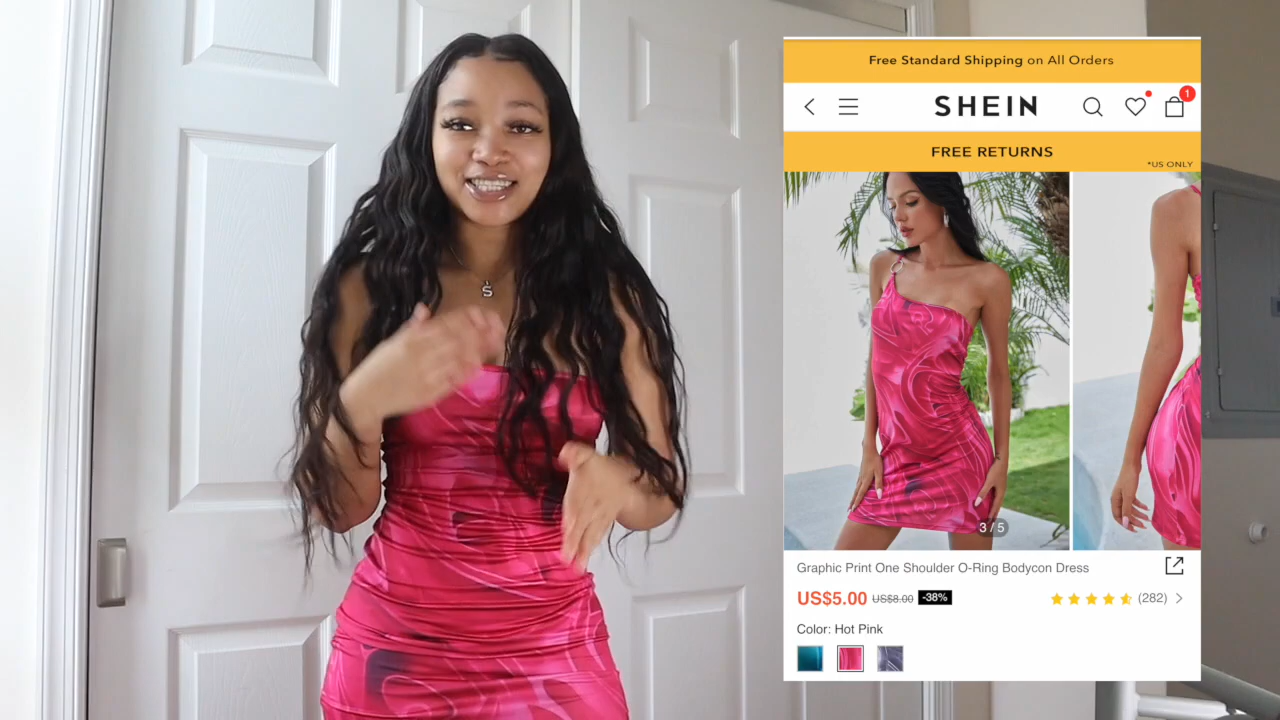 Free Standard Shipping on All Orders
SHEIN
1
FREE RETURNS
*US ONLY
S
3 / 5
Graphic Print One Shoulder O-Ring Bodycon Dress
US$5.00 US$8.00 -38%
(282)
Color: Hot Pink